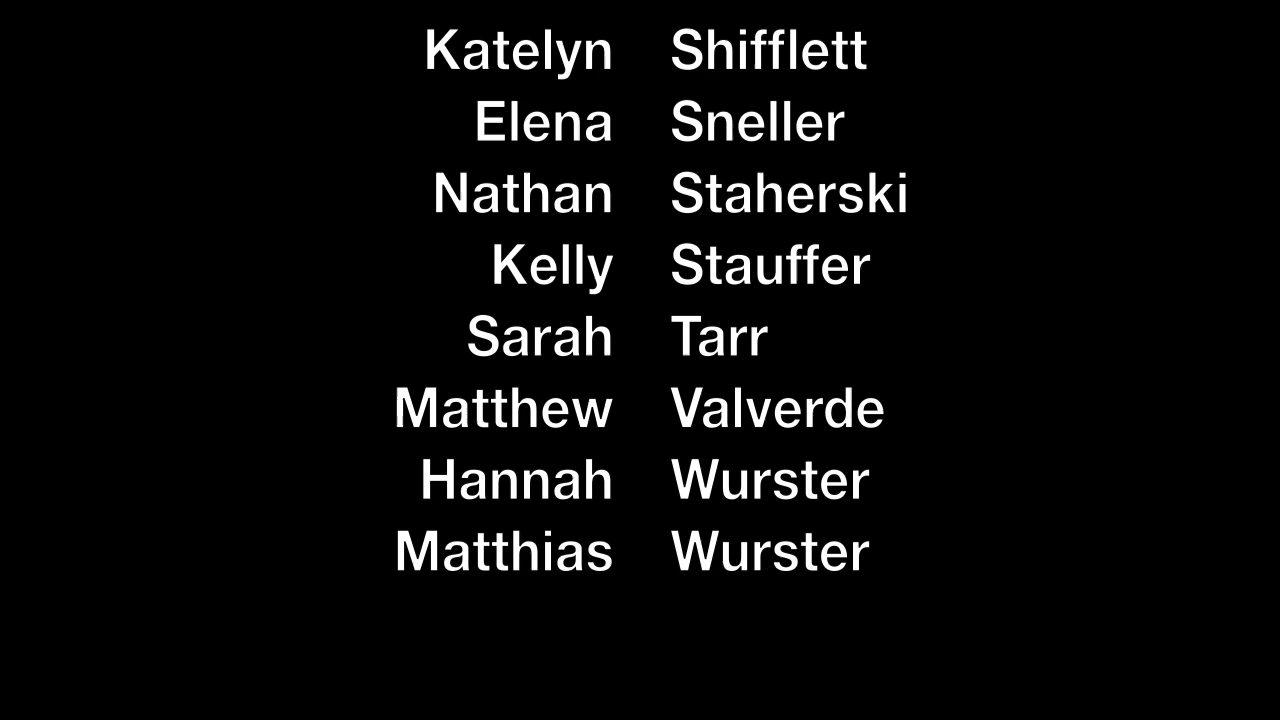 Katelyn Shifflett
Elena Sneller
Nathan Staherski
Kelly Stauffer
Sarah Tarr
Matthew Valverde
Hannah Wurster
Matthias Wurster